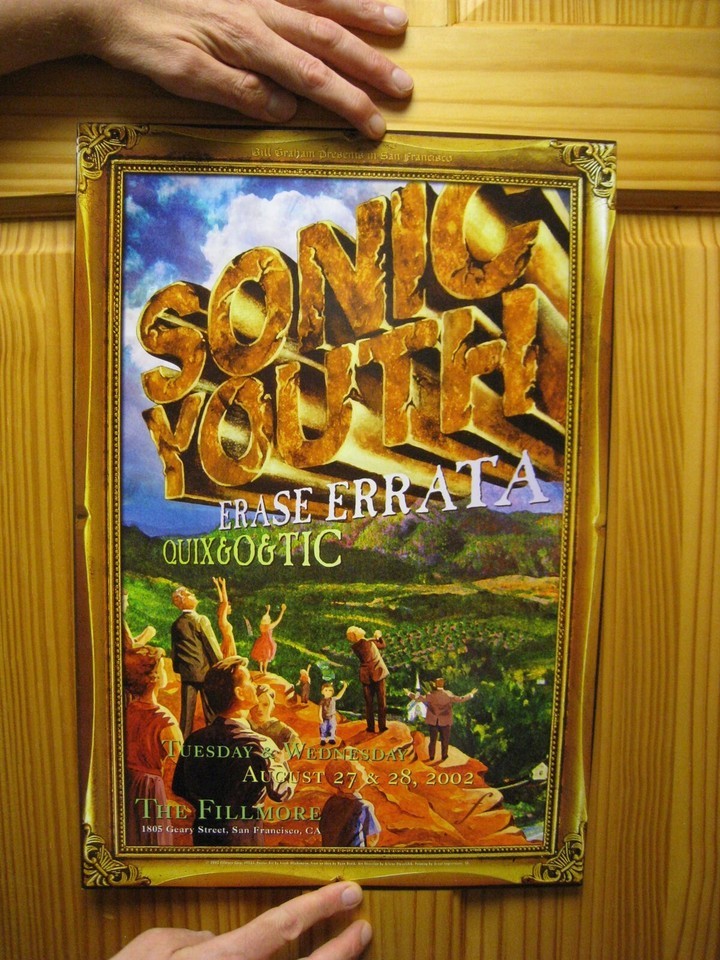 Bill Graham Presents in San Francisco
SONIC
YOUTH
ERASE ERRATA
QUIX&O&TIC
TUESDAY & WEDNESDAY
AUGUST 27 & 28, 2002
THE FILLMORE
1805 Geary Street, San Francisco, CA